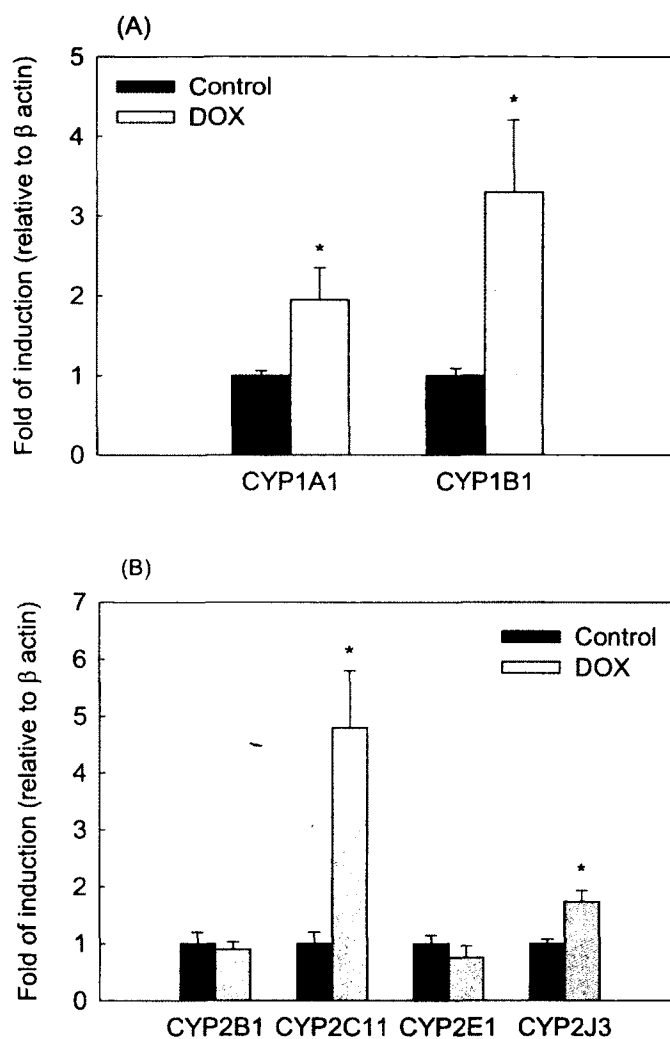 (A)
Fold of induction (relative to β actin)
5
4
3
2
1
0
Control
DOX
*
*
CYP1A1 CYP1B1
(B)
Fold of induction (relative to β actin)
7
6
5
4
3
2
1
0
Control
DOX
*
*
CYP2B1 CYP2C11 CYP2E1 CYP2J3